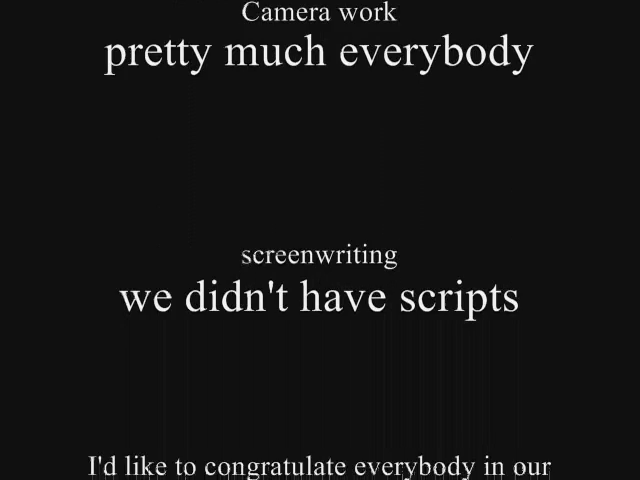 Camera work
pretty much everybody
screenwriting
we didn't have scripts
I'd like to congratulate everybody in our